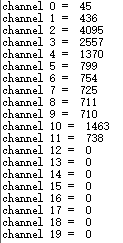 channel 0 =  45
channel 1 =  436
channel 2 =  4095
channel 3 =  2557
channel 4 =  1370
channel 5 =  799
channel 6 =  754
channel 7 =  725
channel 8 =  711
channel 9 =  710
channel 10 =  1463
channel 11 =  738
channel 12 =  0
channel 13 =  0
channel 14 =  0
channel 15 =  0
channel 16 =  0
channel 17 =  0
channel 18 =  0
channel 19 =  0